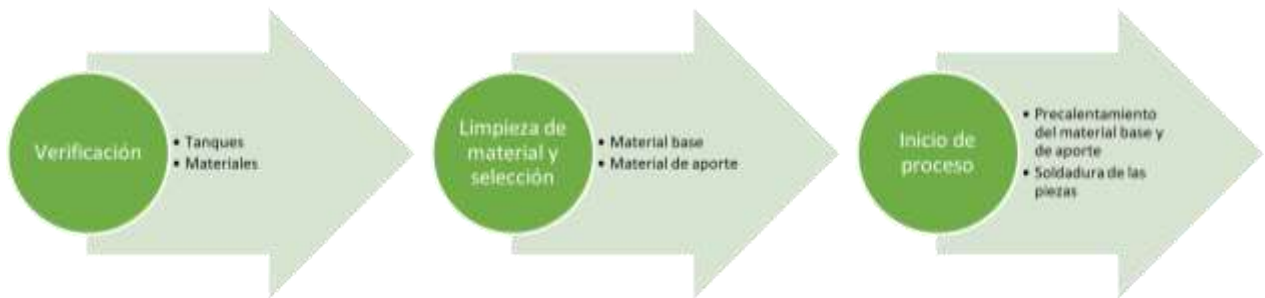 Verificación
• Tanques
• Materiales
Limpieza de
material y
selección
• Material base
• Material de aporte
Inicio de
proceso
• Precalentamiento
del material base y
de aporte
• Soldadura de las
piezas